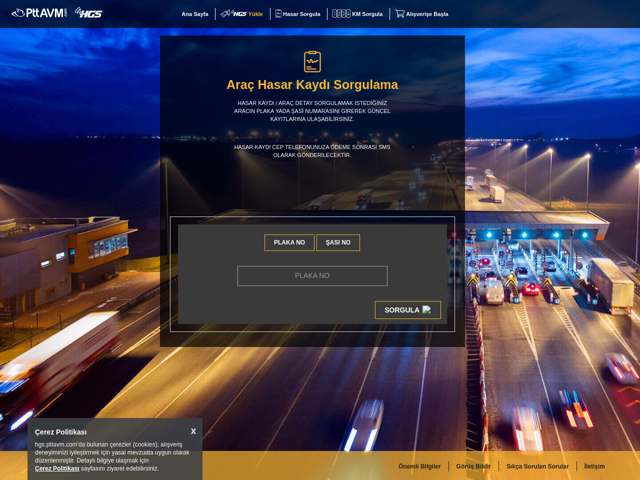 PttAVM HGS
Ana Sayfa
HGS Yükle
Hasar Sorgula
KM Sorgula
Alışverişe Başla
Araç Hasar Kaydı Sorgulama
HASAR KAYDI / ARAÇ DETAY SORGULAMAK İSTEDİĞİNİZ
ARACIN PLAKA YADA ŞASİ NUMARASINI GİREREK GÜNCEL
KAYITLARINA ULAŞABİLİRSİNİZ.
HASAR KAYDI CEP TELEFONUNUZA ÖDEME SONRASI SMS
OLARAK GÖNDERİLECEKTİR.
PLAKA NO
ŞASI NO
PLAKA NO
SORGULA
Çerez Politikası
X
hgs.pttavm.com'da bulunan çerezler (cookies); alışveriş
deneyiminizi iyileştirmek için yasal mevzuata uygun olarak
düzenlenmiştir. Detaylı bilgiye ulaşmak için
Çerez Politikası sayfasını ziyaret edebilirsiniz.
Önemli Bilgiler
Görüş Bildir
Sıkça Sorulan Sorular
İletişim